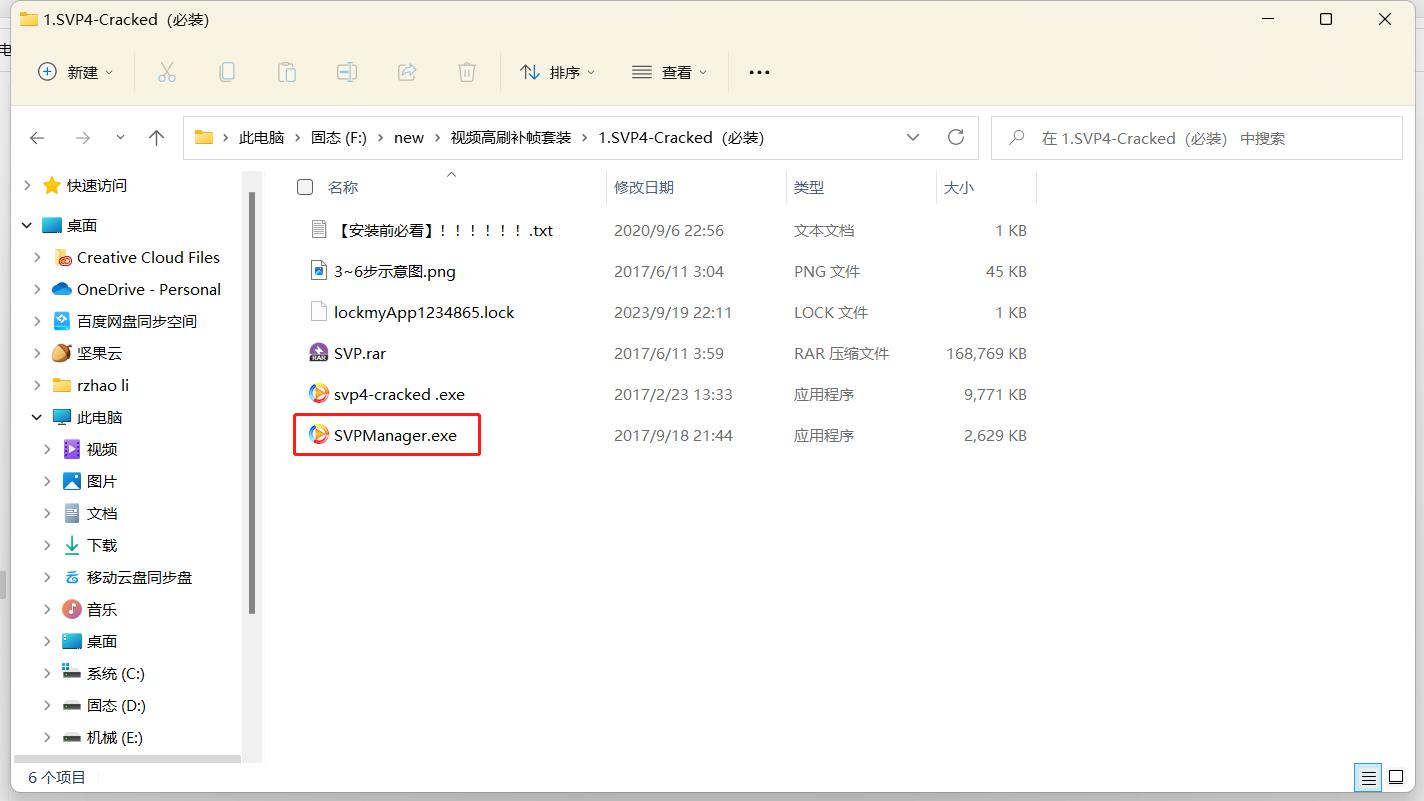 1.SVP4-Cracked（必装）
电
新建
排序
查看
此电脑 固态 (F:) new 视频高刷补帧套装 1.SVP4-Cracked（必装）
在 1.SVP4-Cracked（必装） 中搜索
快速访问
桌面
Creative Cloud Files
OneDrive - Personal
百度网盘同步空间
坚果云
rzhao li
此电脑
视频
图片
文档
下载
移动云盘同步盘
音乐
桌面
系统 (C:)
固态 (D:)
机械 (E:)
名称 修改日期 类型 大小
【安装前必看】！！！！！！.txt 2020/9/6 22:56 文本文档 1 KB
3~6步示意图.png 2017/6/11 3:04 PNG 文件 45 KB
lockmyApp1234865.lock 2023/9/19 22:11 LOCK 文件 1 KB
RAR SVP.rar 2017/6/11 3:59 RAR 压缩文件 168,769 KB
svp4-cracked .exe 2017/2/23 13:33 应用程序 9,771 KB
SVPManager.exe 2017/9/18 21:44 应用程序 2,629 KB
6 个项目